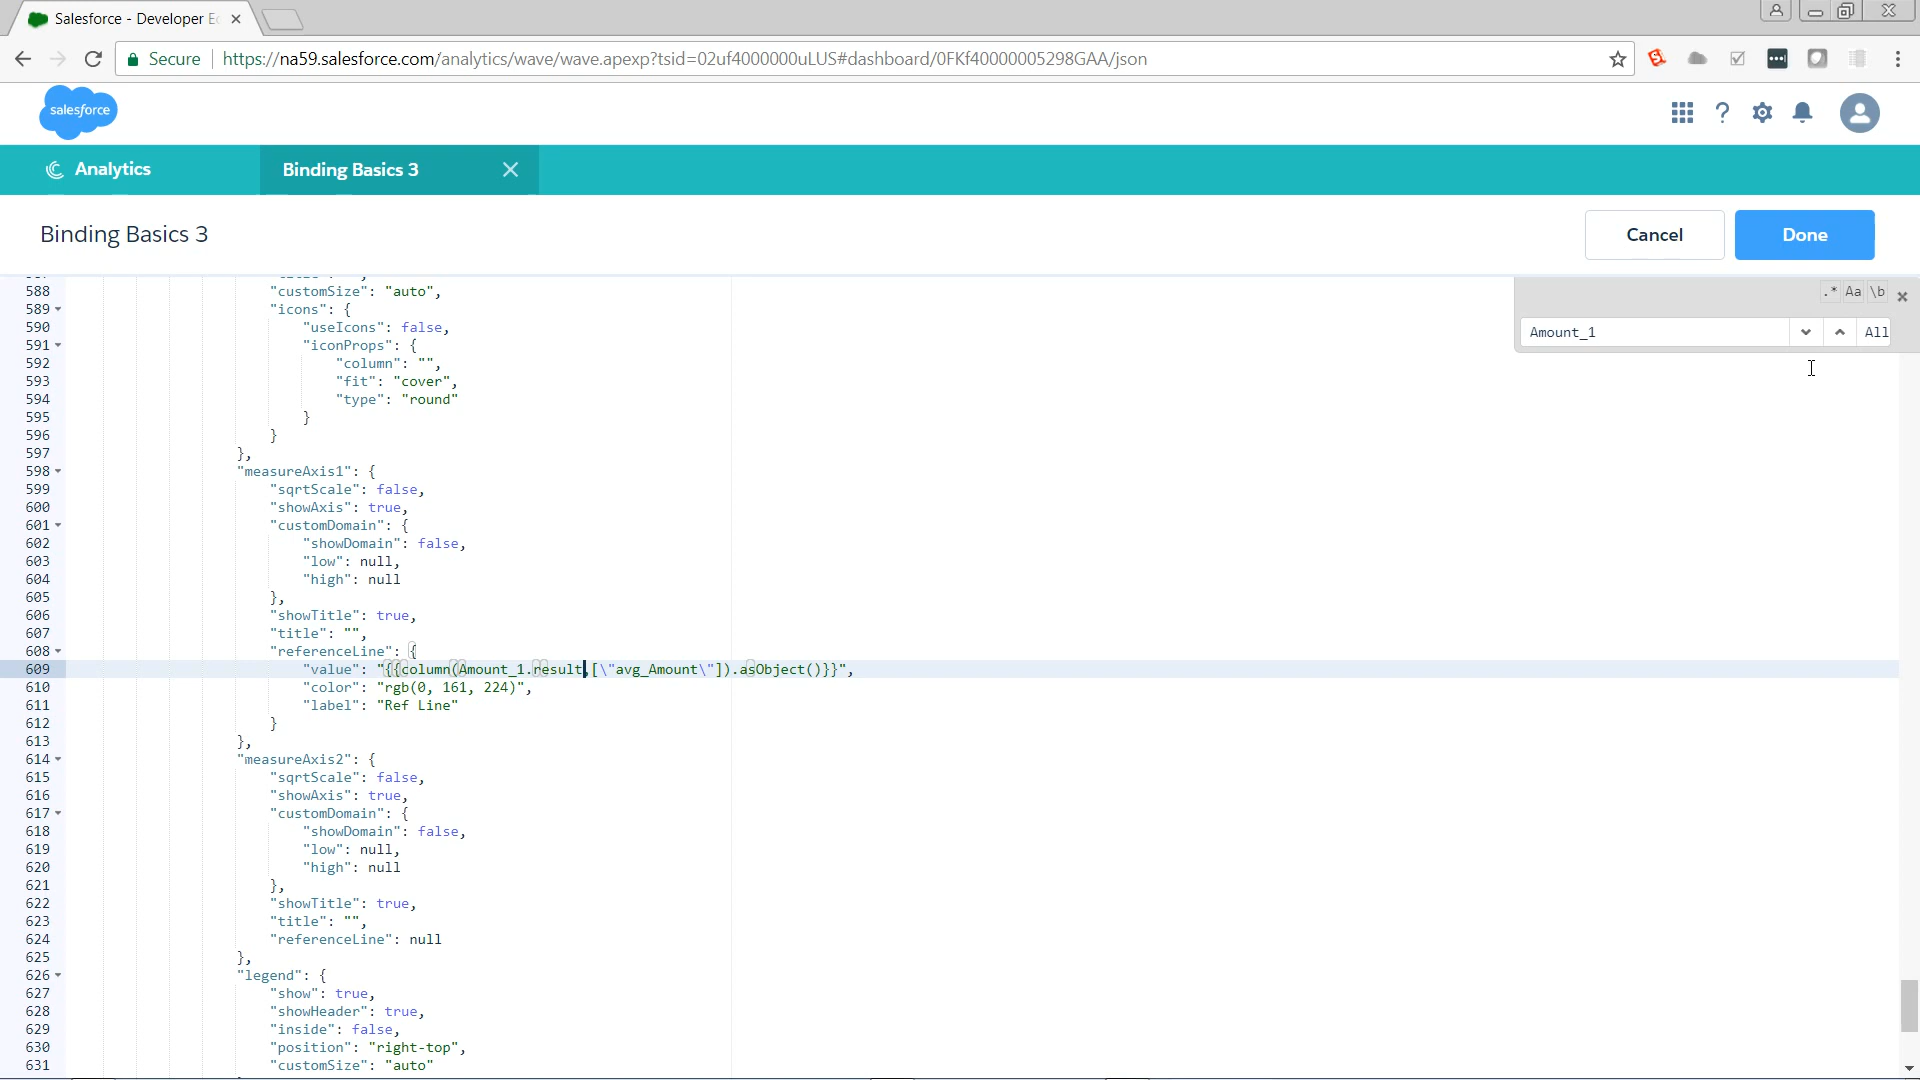 Salesforce - Developer E
Secure
https://na59.salesforce.com/analytics/wave/wave.apexp?tsid=02uf4000000uLUS#dashboard/0FKf40000005298GAA/json
salesforce
Analytics
Binding Basics 3
Binding Basics 3
Cancel
Done
.* Aa \b
Amount_1
All
588 "customSize": "auto",
589 "icons": {
590 "useIcons": false,
591 "iconProps": {
592 "column": "",
593 "fit": "cover",
594 "type": "round"
595 }
596 }
597 },
598 "measureAxis1": {
599 "sqrtScale": false,
600 "showAxis": true,
601 "customDomain": {
602 "showDomain": false,
603 "low": null,
604 "high": null
605 },
606 "showTitle": true,
607 "title": "",
608 "referenceLine": {
609 "value": "{{column(Amount_1.result,[\"avg_Amount\"]).asObject()}}",
610 "color": "rgb(0, 161, 224)",
611 "label": "Ref Line"
612 }
613 },
614 "measureAxis2": {
615 "sqrtScale": false,
616 "showAxis": true,
617 "customDomain": {
618 "showDomain": false,
619 "low": null,
620 "high": null
621 },
622 "showTitle": true,
623 "title": "",
624 "referenceLine": null
625 },
626 "legend": {
627 "show": true,
628 "showHeader": true,
629 "inside": false,
630 "position": "right-top",
631 "customSize": "auto"